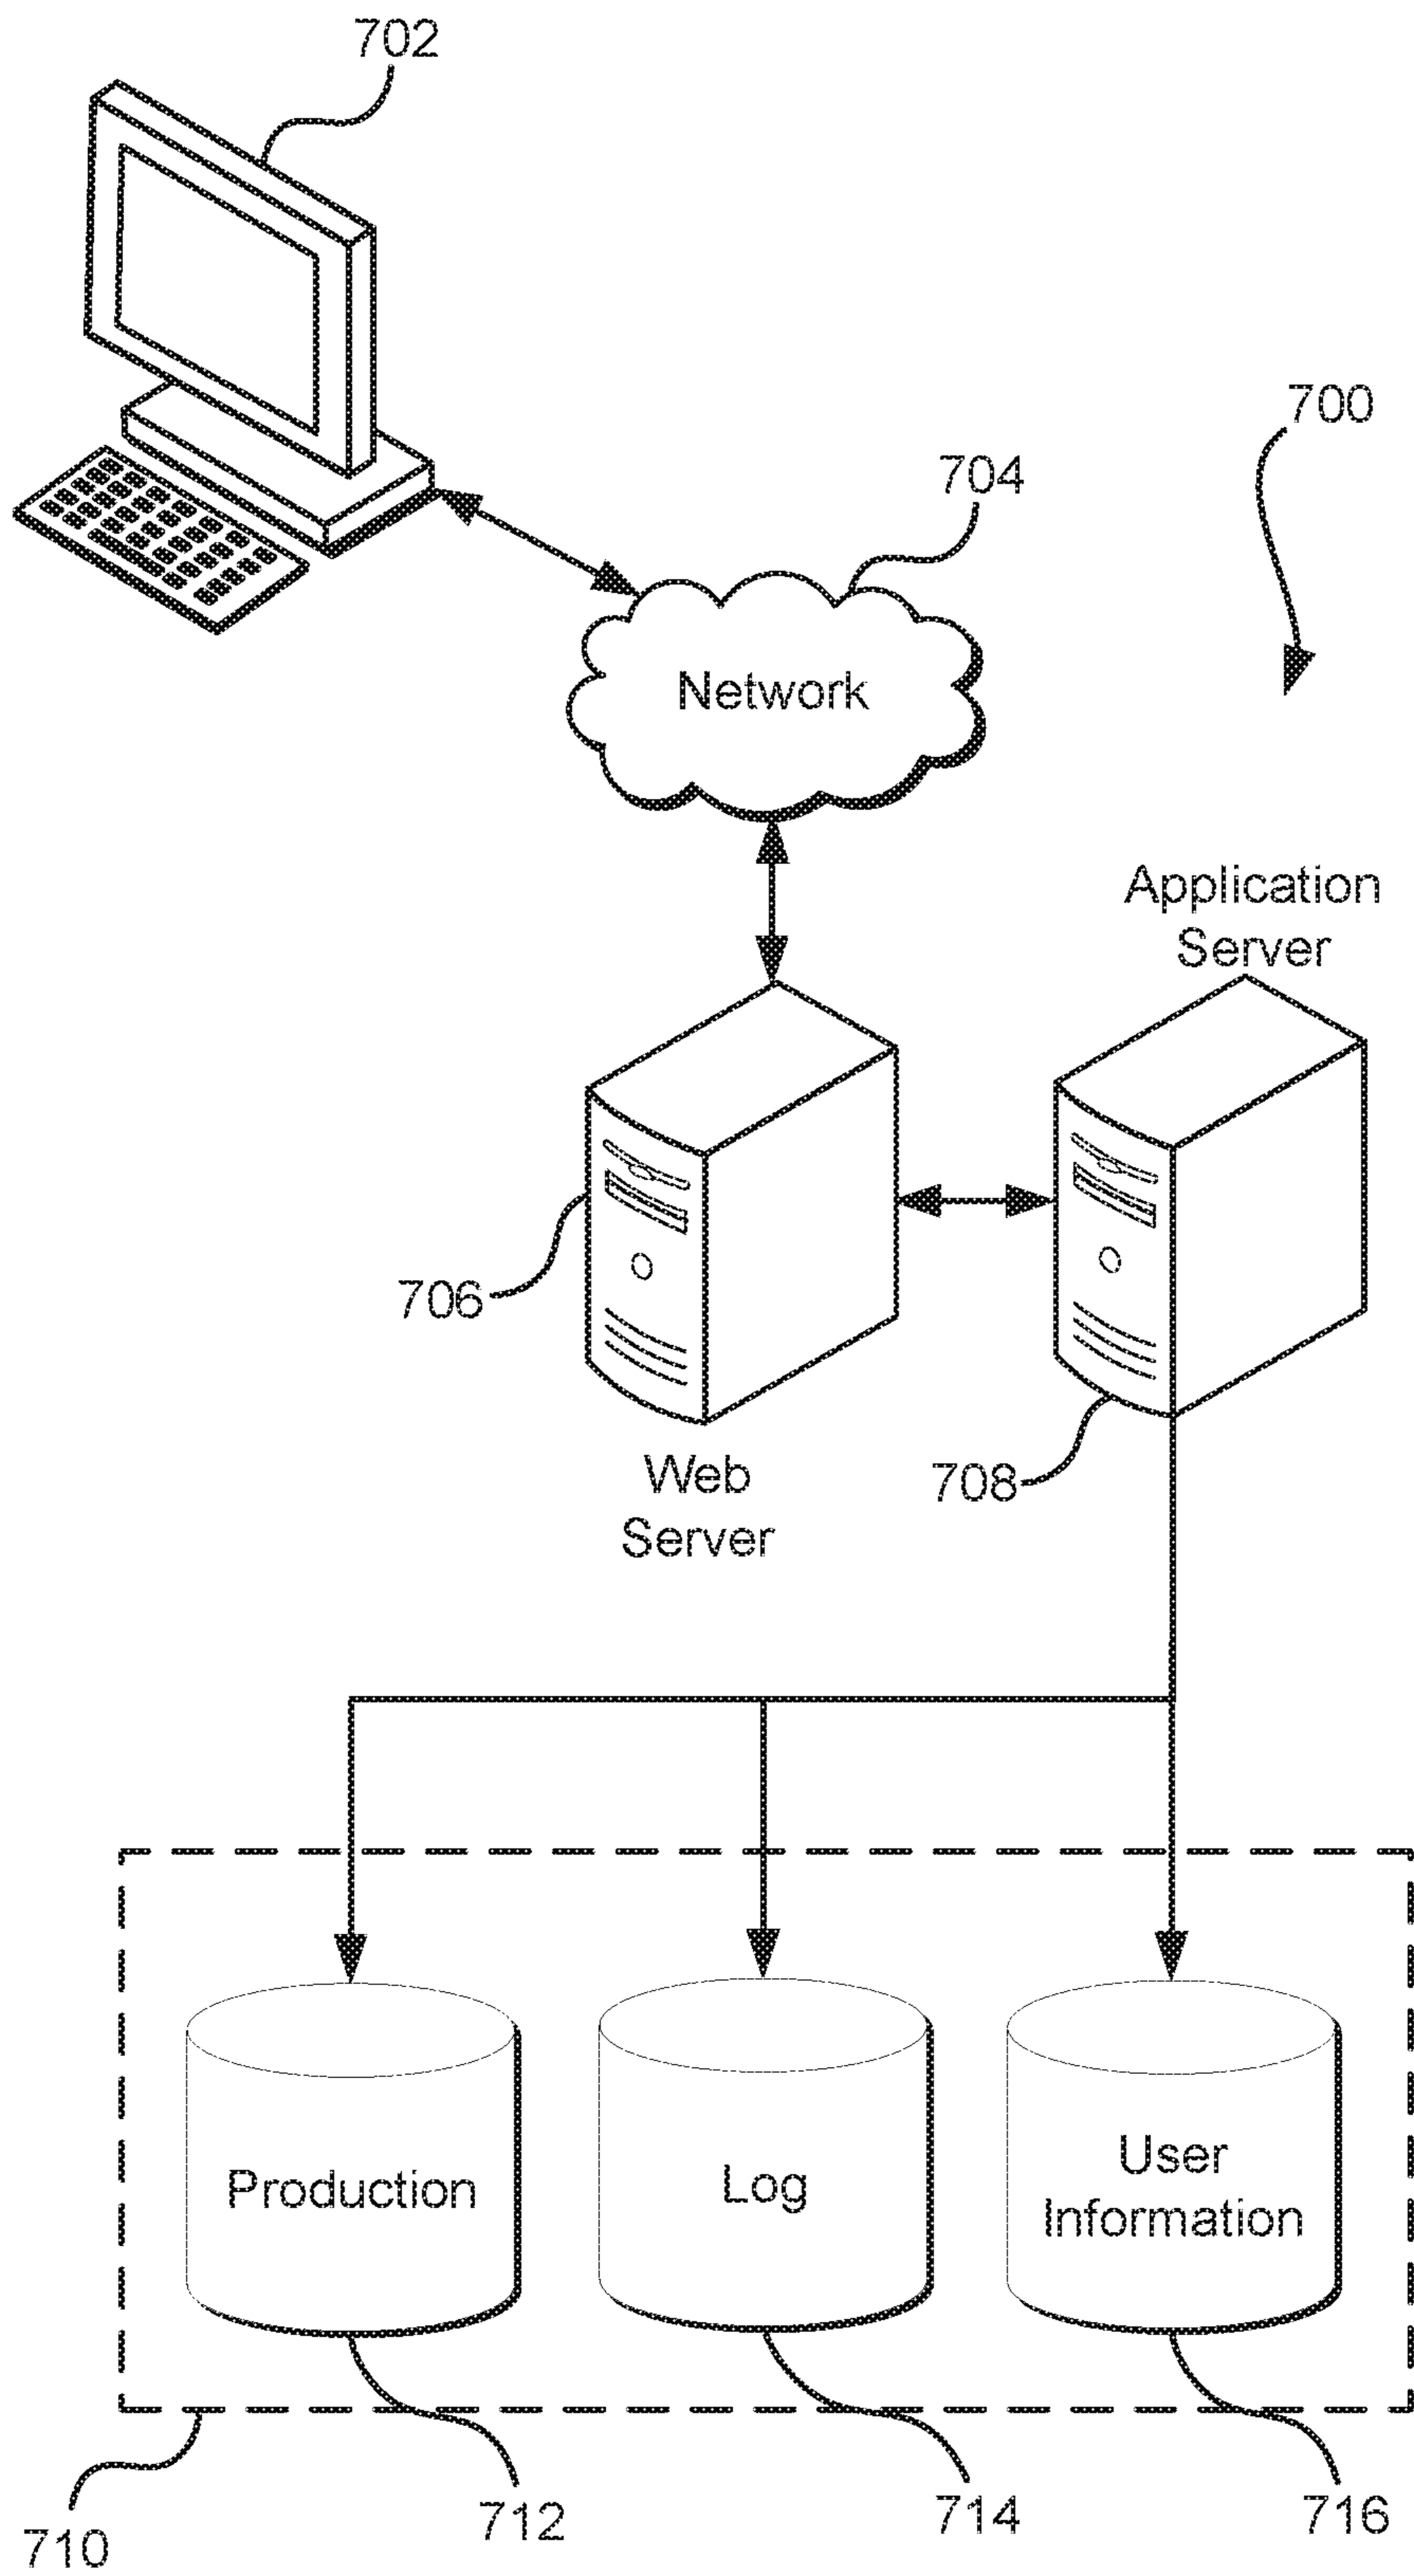 702
700
704
Network
Application
Server
706
Web
Server
708
Production
Log
User
Information
710
712
714
716